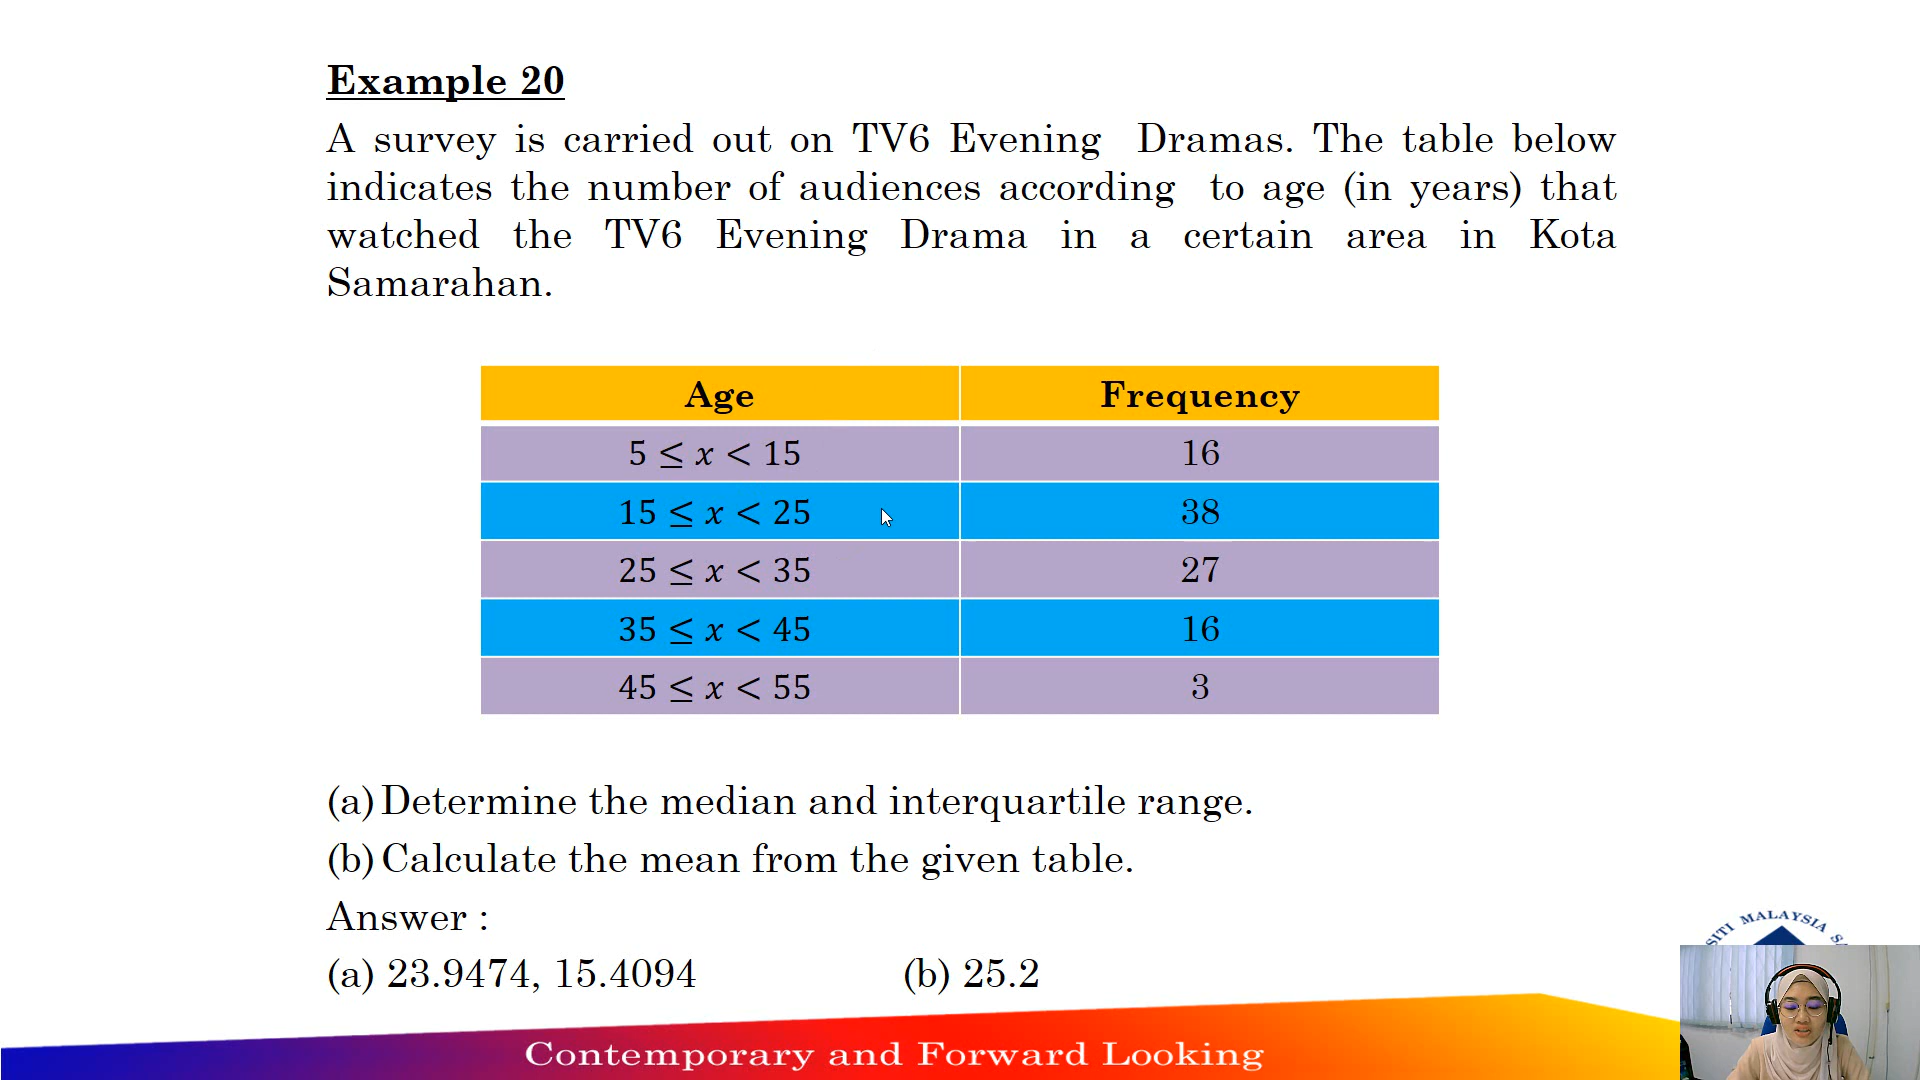 Example 20
A survey is carried out on TV6 Evening Dramas. The table below
indicates the number of audiences according to age (in years) that
watched the TV6 Evening Drama in a certain area in Kota
Samarahan.
Age Frequency
5 ≤ x < 15 16
15 ≤ x < 25 38
25 ≤ x < 35 27
35 ≤ x < 45 16
45 ≤ x < 55 3
(a) Determine the median and interquartile range.
(b) Calculate the mean from the given table.
Answer :
(a) 23.9474, 15.4094 (b) 25.2
SITI MALAYSIA SA
Contemporary and Forward Looking